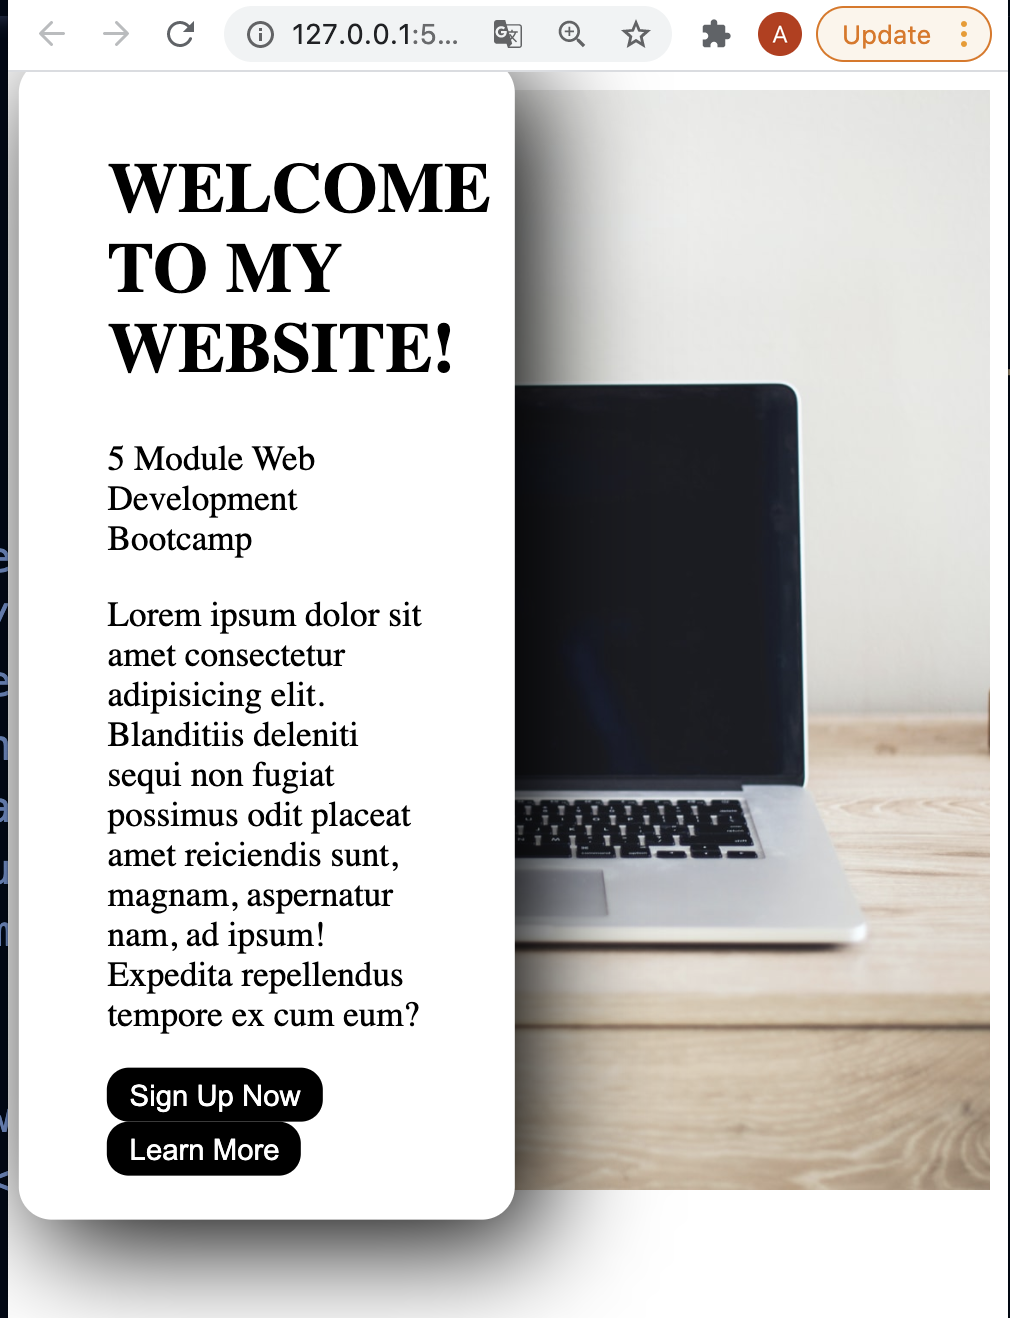 127.0.0.1:5...
A
Update
WELCOME
TO MY
WEBSITE!
5 Module Web
Development
Bootcamp
Lorem ipsum dolor sit
amet consectetur
adipisicing elit.
Blanditiis deleniti
sequi non fugiat
possimus odit placeat
amet reiciendis sunt,
magnam, aspernatur
nam, ad ipsum!
Expedita repellendus
tempore ex cum eum?
Sign Up Now
Learn More